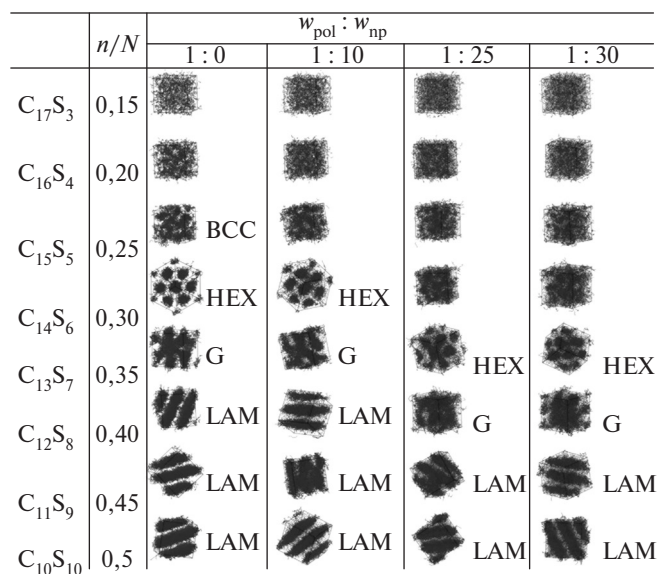 n/N w_pol : w_np
1 : 0 1 : 10 1 : 25 1 : 30
C₁₇S₃ 0,15
C₁₆S₄ 0,20
BCC
C₁₅S₅ 0,25
HEX HEX
C₁₄S₆ 0,30
G G HEX HEX
C₁₃S₇ 0,35
LAM LAM G G
C₁₂S₈ 0,40
LAM LAM LAM LAM
C₁₁S₉ 0,45
LAM LAM LAM LAM
C₁₀S₁₀ 0,5